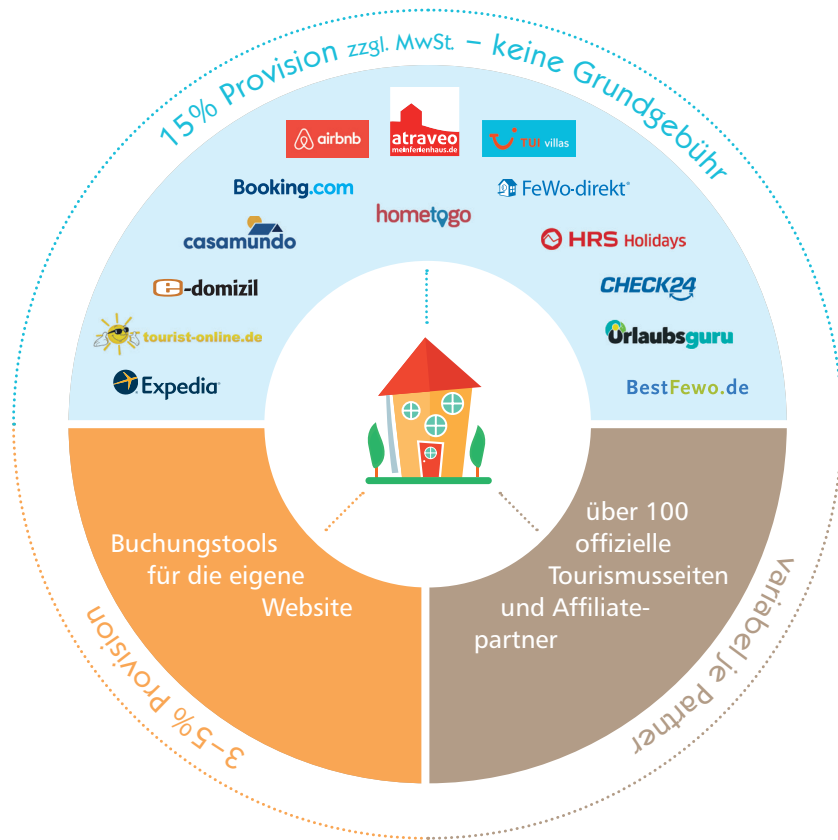 15% Provision zzgl. MwSt. – keine Grundgebühr
airbnb
atraveo
meinferienhaus.de
TUI villas
Booking.com
FeWo-direkt®
hometogo
casamundo
HRS Holidays
e-domizil
CHECK24
tourist-online.de
Urlaubsguru
Expedia®
BestFewo.de
Buchungstools
für die eigene
Website
über 100
offizielle
Tourismusseiten
und Affiliate-
partner
3–5% Provision
variabel je Partner